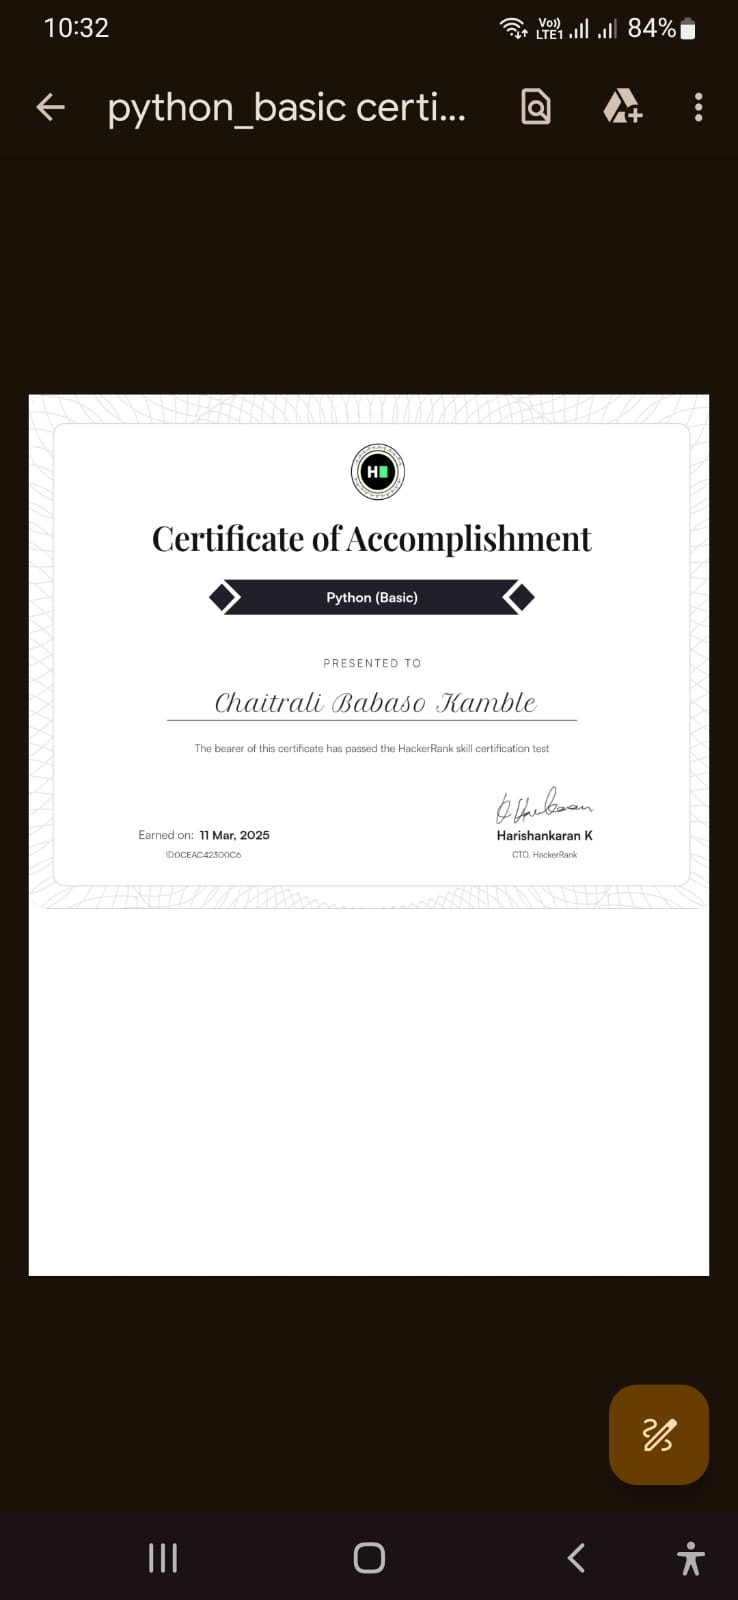 10:32
Vo)) LTE1 84%
python_basic certi...
H
Certificate of Accomplishment
Python (Basic)
PRESENTED TO
Chaitrali Babaso Kamble
The bearer of this certificate has passed the HackerRank skill certification test
Earned on: 11 Mar, 2025
ID:0CEAC42300C6
Harishankaran K
CTO, HackerRank